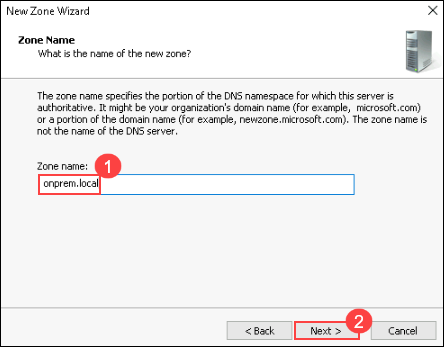 New Zone Wizard
Zone Name
What is the name of the new zone?
The zone name specifies the portion of the DNS namespace for which this server is
authoritative. It might be your organization's domain name (for example, microsoft.com)
or a portion of the domain name (for example, newzone.microsoft.com). The zone name is
not the name of the DNS server.
Zone name: 1
onprem.local
2
< Back Next > Cancel